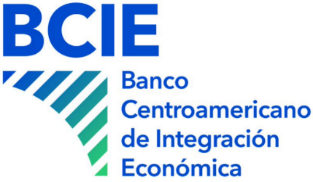 BCIE
Banco
Centroamericano
de Integración
Económica